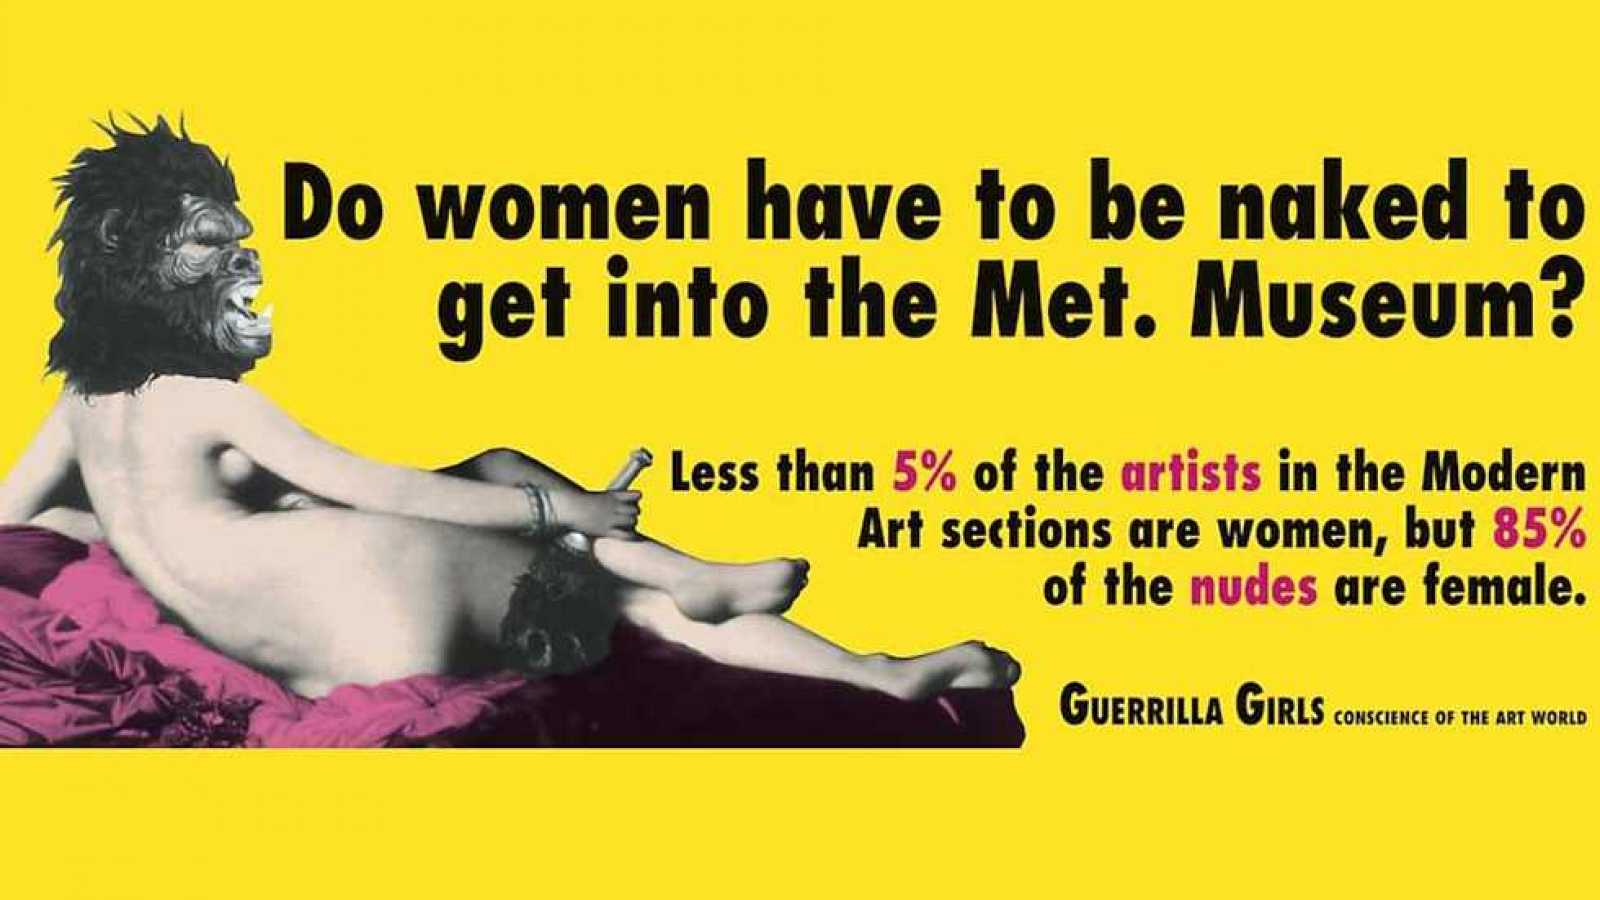 Do women have to be naked to
get into the Met. Museum?
Less than 5% of the artists in the Modern
Art sections are women, but 85%
of the nudes are female.
GUERRILLA GIRLS CONSCIENCE OF THE ART WORLD